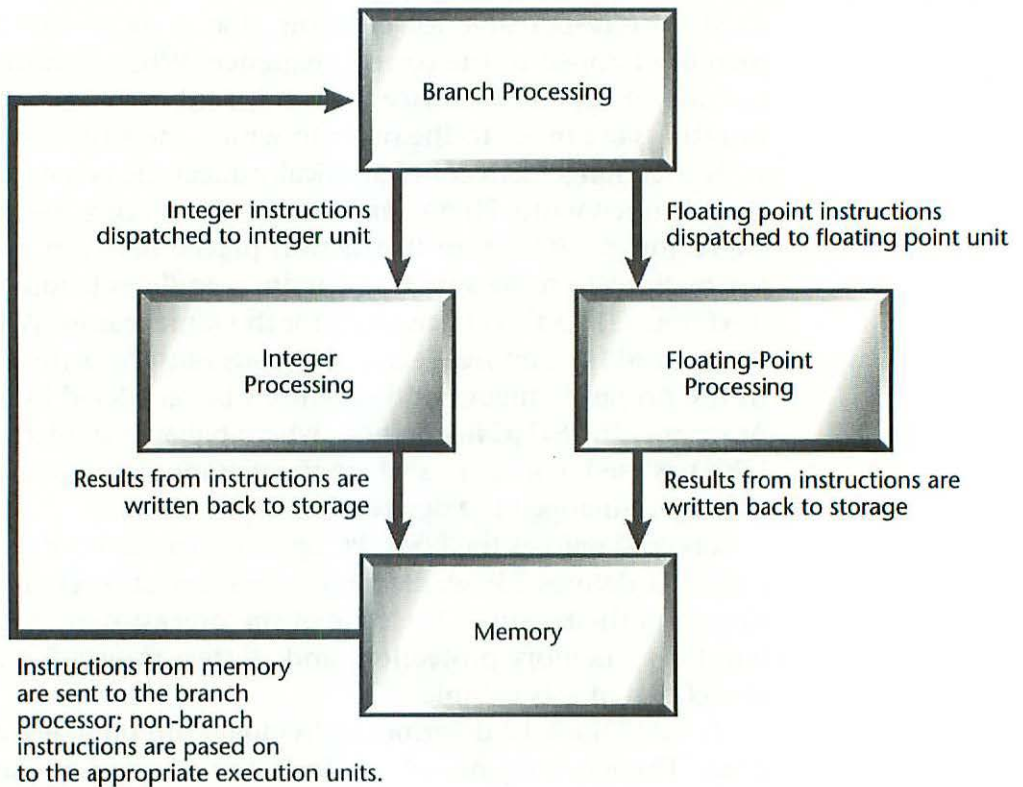 Branch Processing
Integer instructions
dispatched to integer unit
Floating point instructions
dispatched to floating point unit
Integer
Processing
Floating-Point
Processing
Results from instructions are
written back to storage
Results from instructions are
written back to storage
Memory
Instructions from memory
are sent to the branch
processor; non-branch
instructions are pased on
to the appropriate execution units.